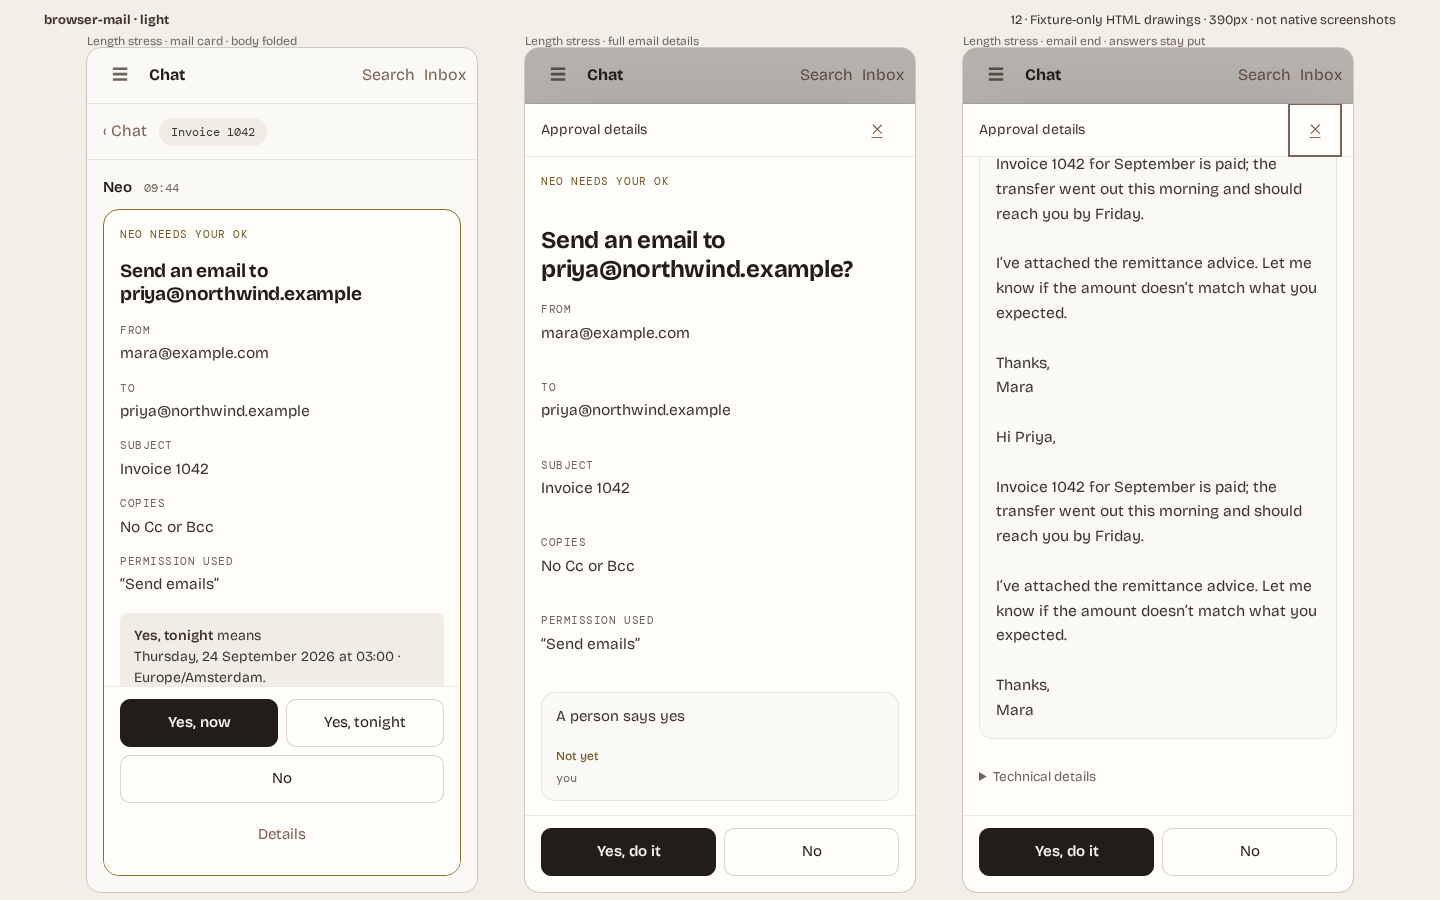 browser-mail · light
12 · Fixture-only HTML drawings · 390px · not native screenshots
Length stress · mail card · body folded
☰ Chat Search Inbox
‹ Chat Invoice 1042
Neo 09:44
NEO NEEDS YOUR OK
Send an email to
priya@northwind.example
FROM
mara@example.com
TO
priya@northwind.example
SUBJECT
Invoice 1042
COPIES
No Cc or Bcc
PERMISSION USED
“Send emails”
Yes, tonight means
Thursday, 24 September 2026 at 03:00 ·
Europe/Amsterdam.
Yes, now
Yes, tonight
No
Details
Length stress · full email details
☰ Chat Search Inbox
Approval details ×
NEO NEEDS YOUR OK
Send an email to
priya@northwind.example?
FROM
mara@example.com
TO
priya@northwind.example
SUBJECT
Invoice 1042
COPIES
No Cc or Bcc
PERMISSION USED
“Send emails”
A person says yes
Not yet
you
Yes, do it
No
Length stress · email end · answers stay put
☰ Chat Search Inbox
Approval details ×
Invoice 1042 for September is paid; the
transfer went out this morning and should
reach you by Friday.
I’ve attached the remittance advice. Let me
know if the amount doesn’t match what you
expected.
Thanks,
Mara
Hi Priya,
Invoice 1042 for September is paid; the
transfer went out this morning and should
reach you by Friday.
I’ve attached the remittance advice. Let me
know if the amount doesn’t match what you
expected.
Thanks,
Mara
▶ Technical details
Yes, do it
No